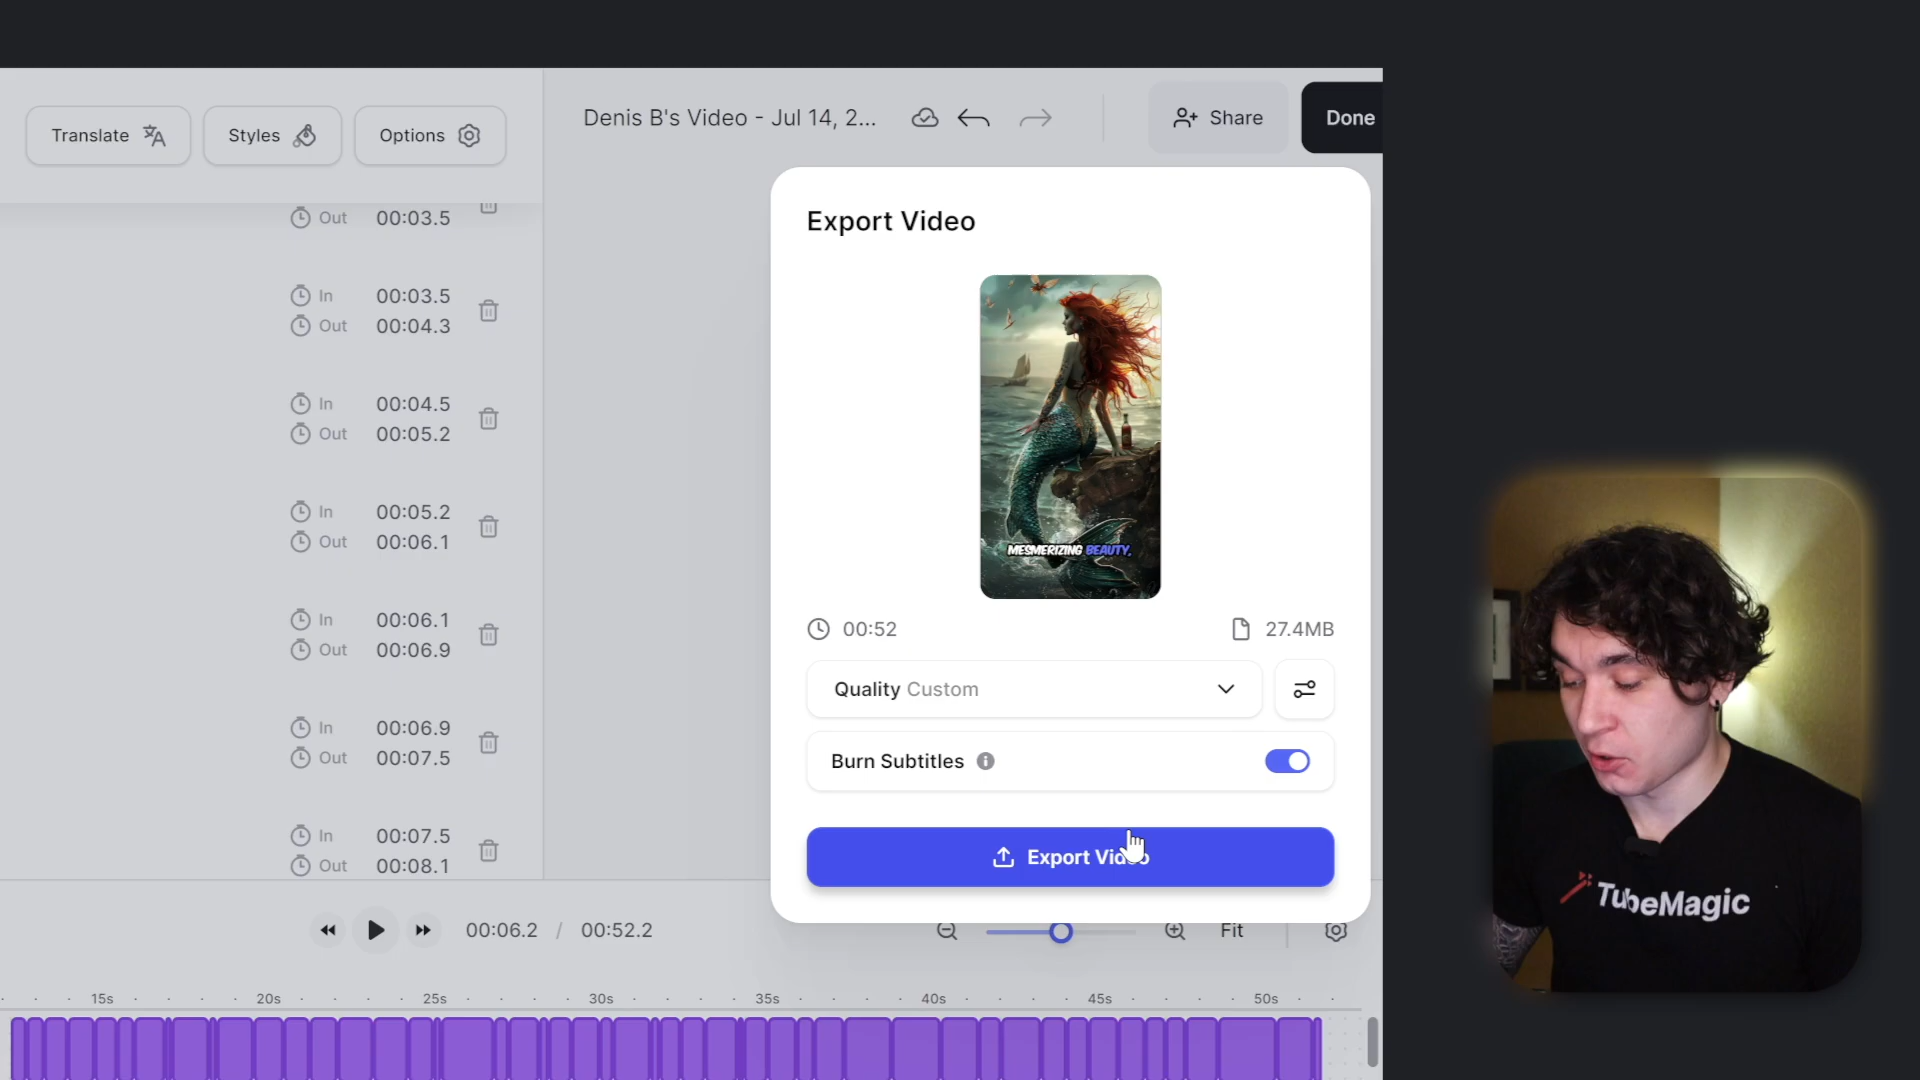 Translate
Styles
Options
Denis B's Video - Jul 14, 2...
Share
Done
Out 00:03.5
In 00:03.5
Out 00:04.3
In 00:04.5
Out 00:05.2
In 00:05.2
Out 00:06.1
In 00:06.1
Out 00:06.9
In 00:06.9
Out 00:07.5
In 00:07.5
Out 00:08.1
Export Video
MESMERIZING BEAUTY.
00:52
27.4MB
Quality Custom
Burn Subtitles
Export Video
TubeMagic
00:06.2 / 00:52.2
Fit
15s 20s 25s 30s 35s 40s 45s 50s